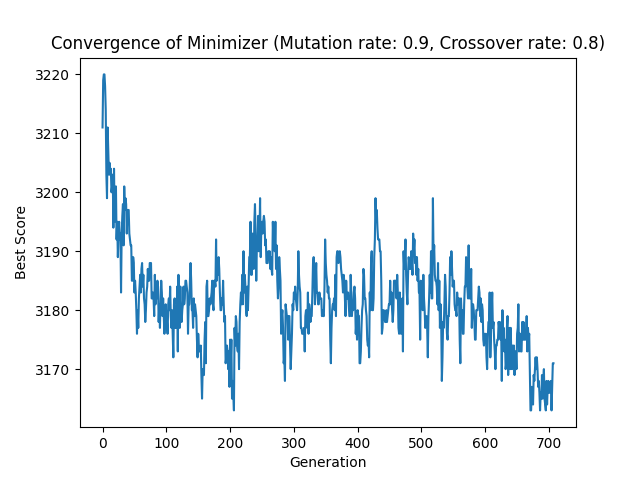 Convergence of Minimizer (Mutation rate: 0.9, Crossover rate: 0.8)
3220
3210
3200
3190
3180
3170
Best Score
0 100 200 300 400 500 600 700
Generation